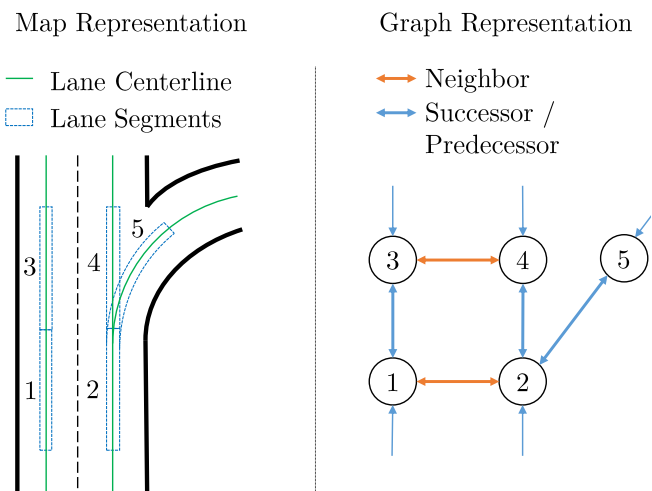 Map Representation
Lane Centerline
Lane Segments
5
3
4
1
2
Graph Representation
Neighbor
Successor /
Predecessor
3
4
5
1
2